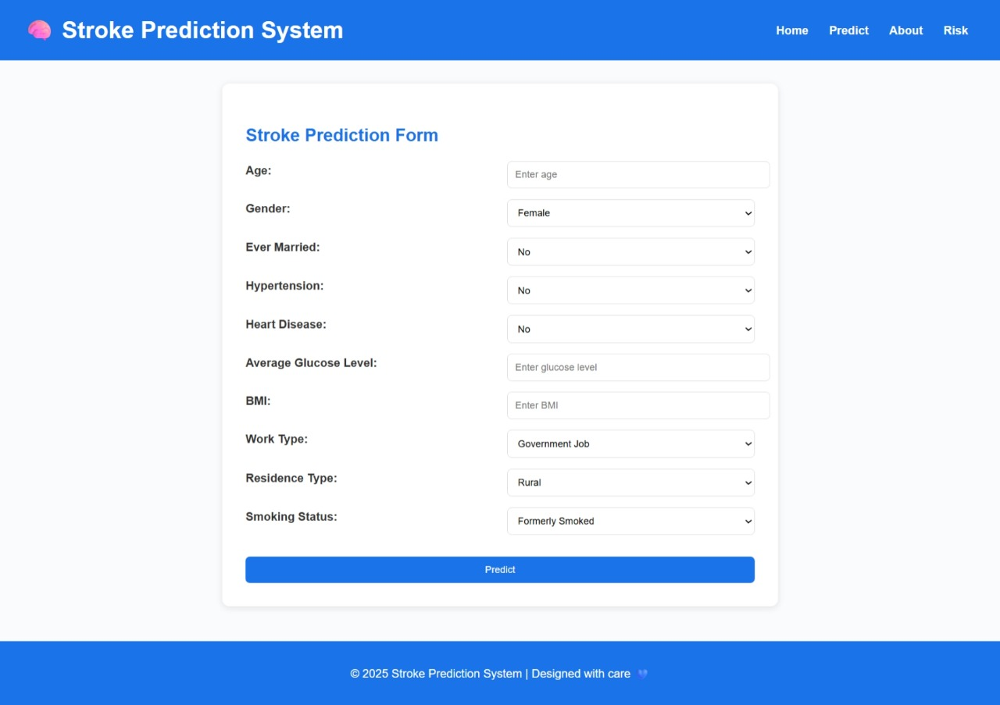 Stroke Prediction System
Home Predict About Risk
Stroke Prediction Form
Age: Enter age
Gender: Female
Ever Married: No
Hypertension: No
Heart Disease: No
Average Glucose Level: Enter glucose level
BMI: Enter BMI
Work Type: Government Job
Residence Type: Rural
Smoking Status: Formerly Smoked
Predict
© 2025 Stroke Prediction System | Designed with care 💙